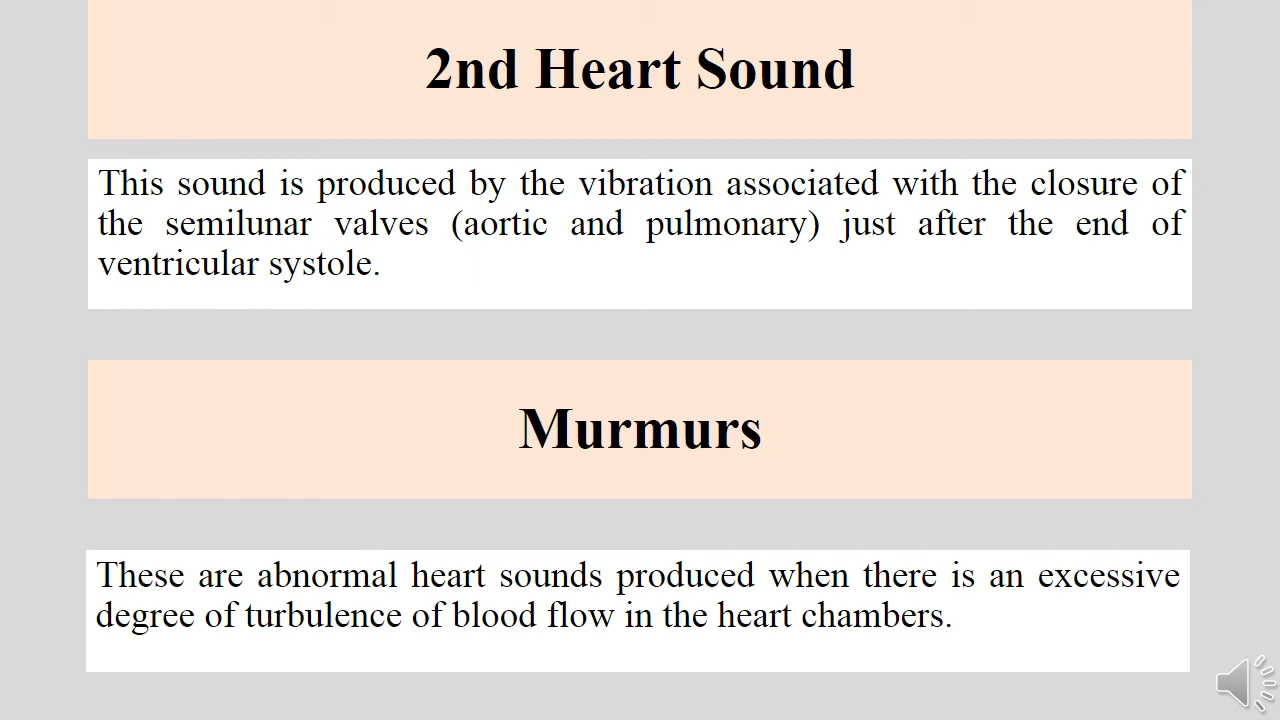 2nd Heart Sound
This sound is produced by the vibration associated with the closure of
the semilunar valves (aortic and pulmonary) just after the end of
ventricular systole.
Murmurs
These are abnormal heart sounds produced when there is an excessive
degree of turbulence of blood flow in the heart chambers.